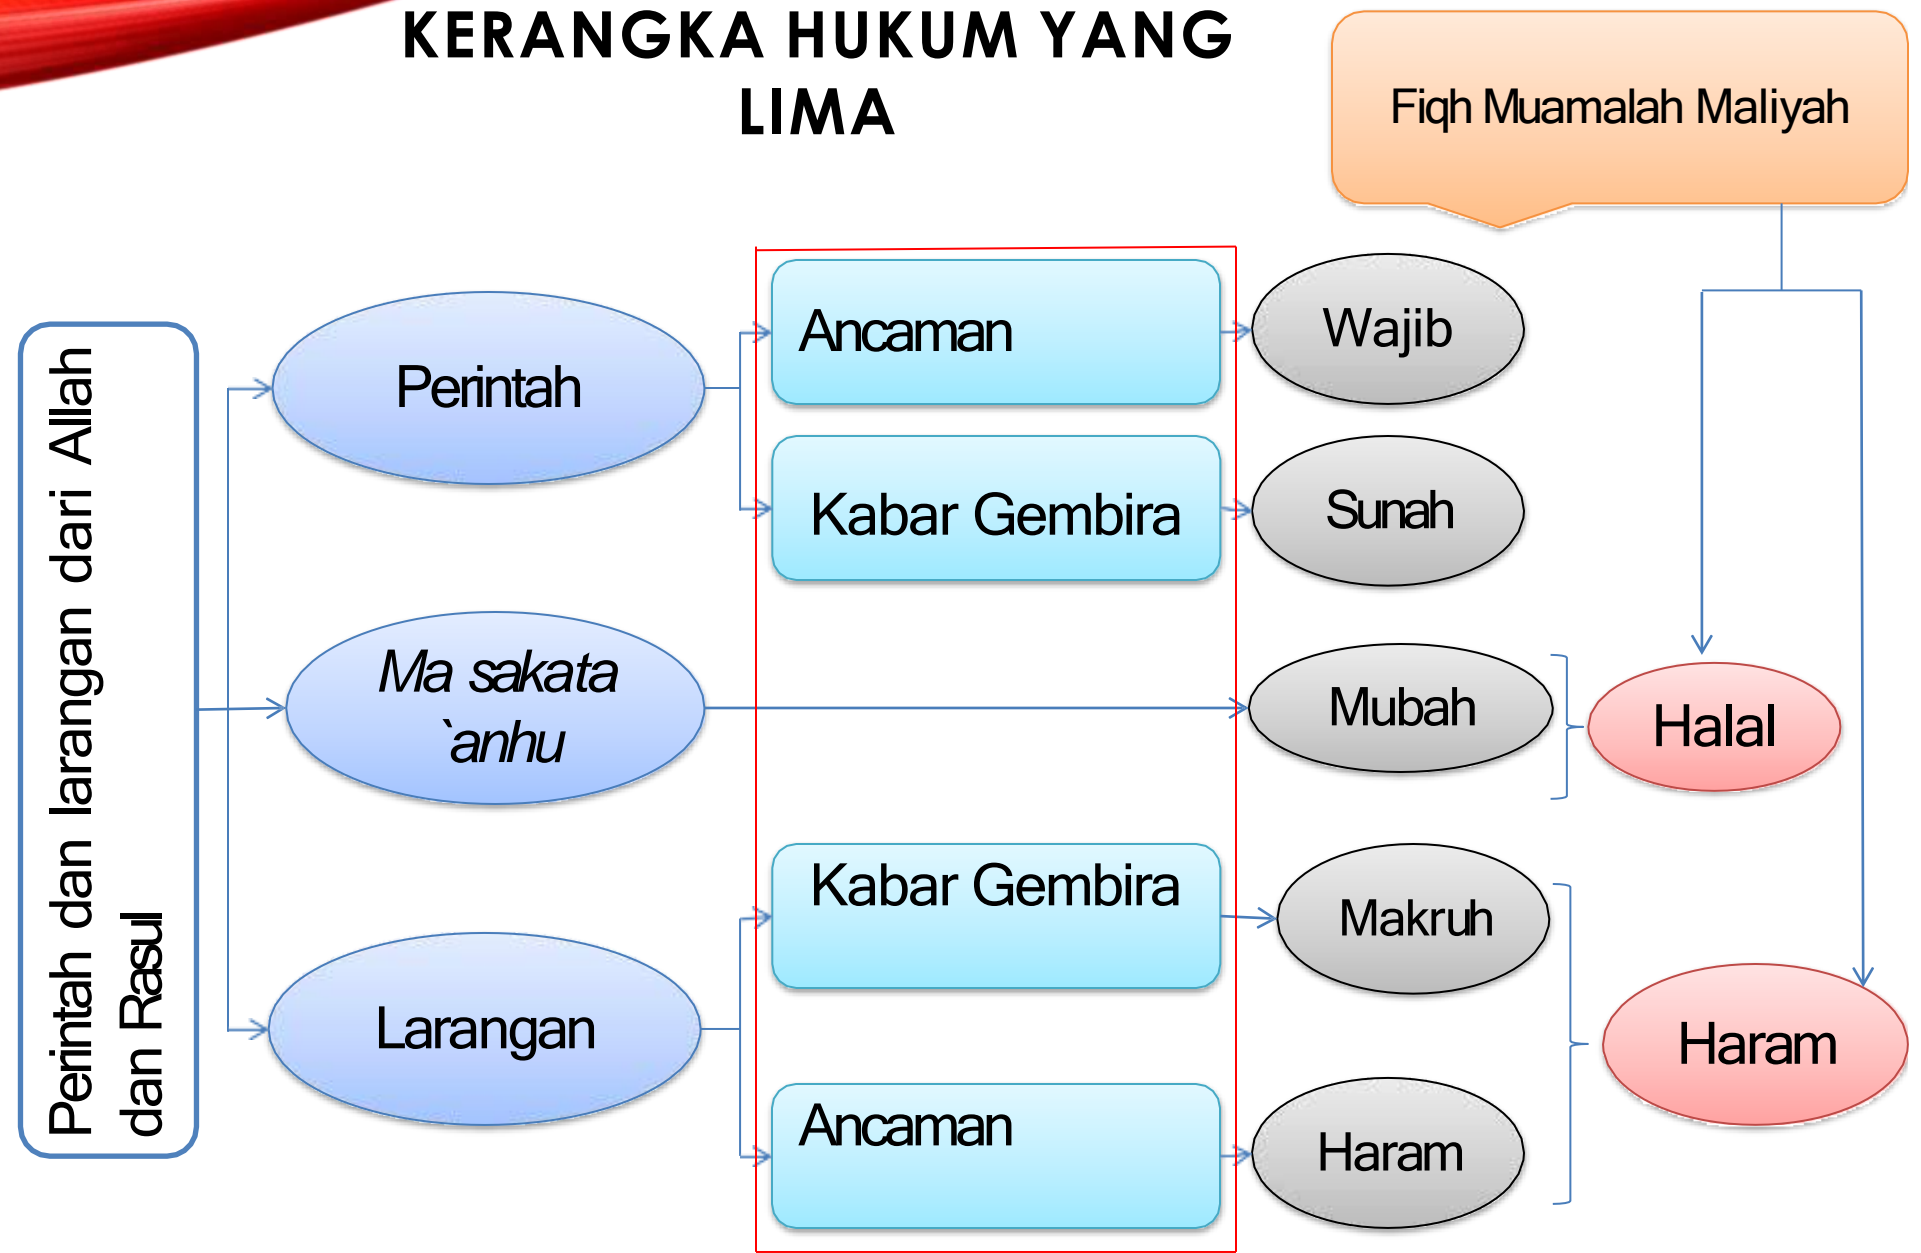 KERANGKA HUKUM YANG
LIMA
Fiqh Muamalah Maliyah
Perintah dan larangan dari Allah
dan Rasul
Perintah
Ancaman
Wajib
Kabar Gembira
Sunah
Ma sakata
`anhu
Mubah
Halal
Larangan
Kabar Gembira
Makruh
Ancaman
Haram
Haram